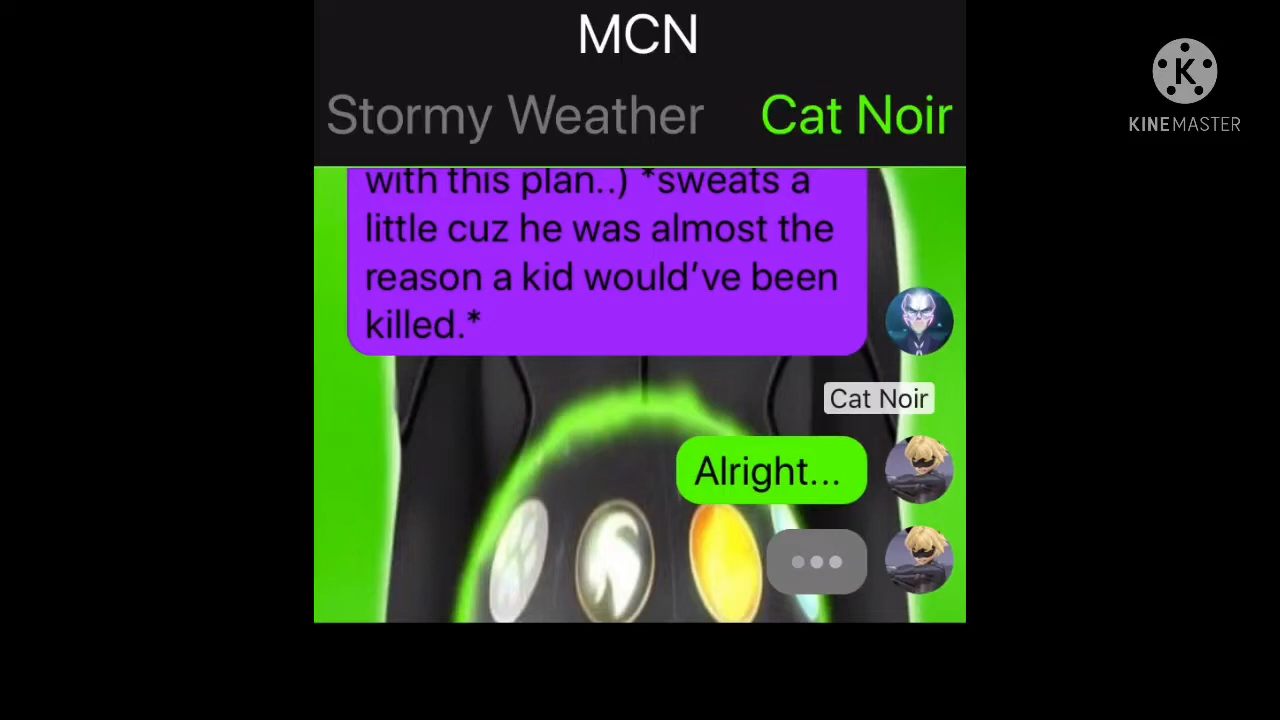 MCN
Stormy Weather Cat Noir
with this plan..) *sweats a
little cuz he was almost the
reason a kid would’ve been
killed.*
Cat Noir
Alright...
K
KINEMASTER